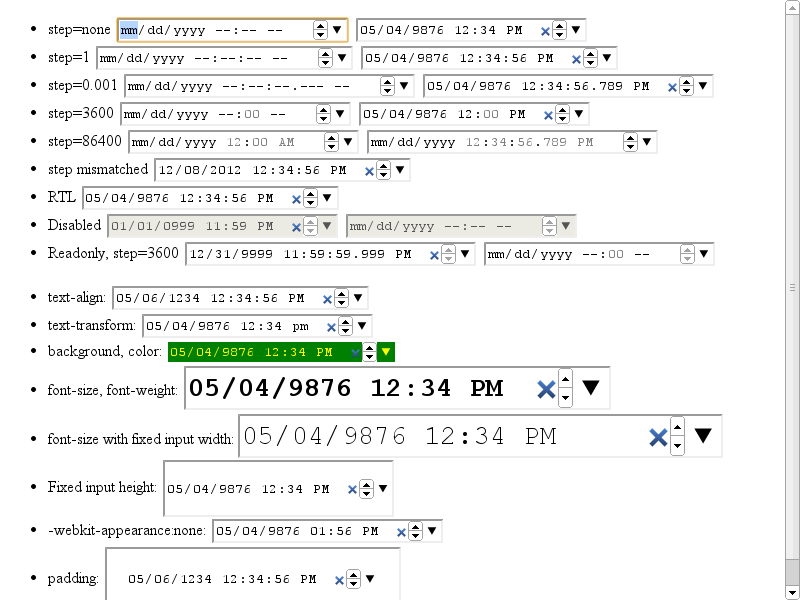 step=none mm/dd/yyyy --:-- -- 05/04/9876 12:34 PM
step=1 mm/dd/yyyy --:--:-- -- 05/04/9876 12:34:56 PM
step=0.001 mm/dd/yyyy --:--:--.--- -- 05/04/9876 12:34:56.789 PM
step=3600 mm/dd/yyyy --:00 -- 05/04/9876 12:00 PM
step=86400 mm/dd/yyyy 12:00 AM mm/dd/yyyy 12:34:56.789 PM
step mismatched 12/08/2012 12:34:56 PM
RTL 05/04/9876 12:34:56 PM
Disabled 01/01/0999 11:59 PM mm/dd/yyyy --:-- --
Readonly, step=3600 12/31/9999 11:59:59.999 PM mm/dd/yyyy --:00 --
text-align: 05/06/1234 12:34:56 PM
text-transform: 05/04/9876 12:34 pm
background, color: 05/04/9876 12:34 PM
font-size, font-weight: 05/04/9876 12:34 PM
font-size with fixed input width: 05/04/9876 12:34 PM
Fixed input height: 05/04/9876 12:34 PM
-webkit-appearance:none: 05/04/9876 01:56 PM
padding: 05/06/1234 12:34:56 PM